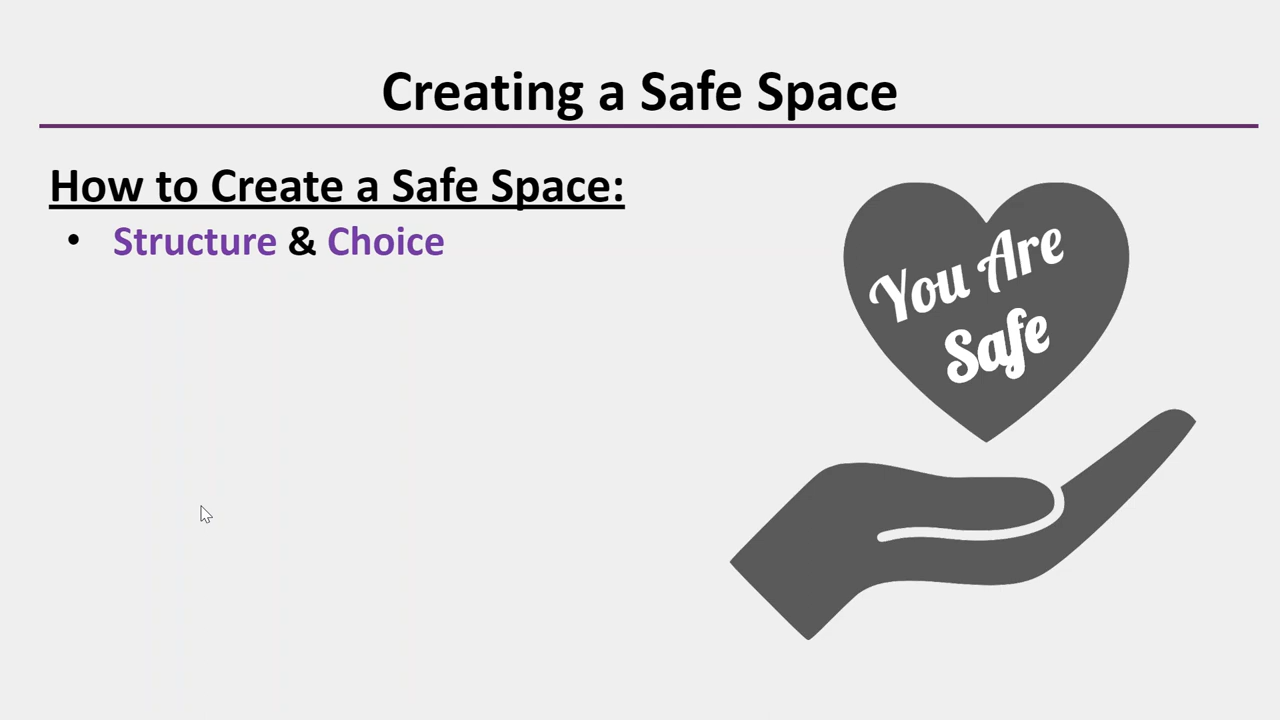 Creating a Safe Space
How to Create a Safe Space:
• Structure & Choice
You Are
Safe